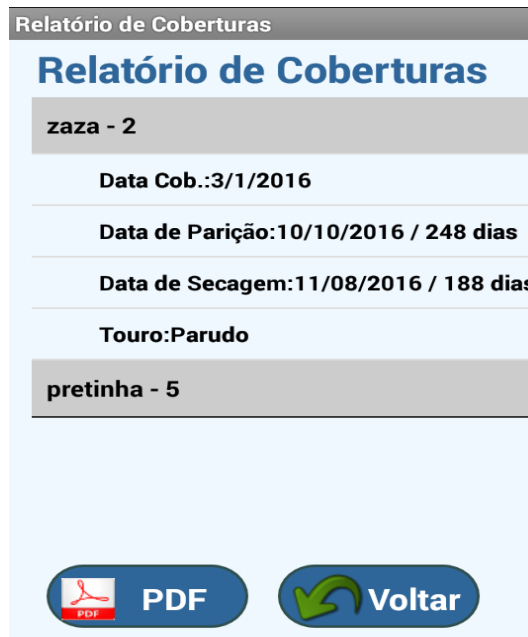 Relatório de Coberturas
Relatório de Coberturas
zaza - 2
Data Cob.:3/1/2016
Data de Parição:10/10/2016 / 248 dias
Data de Secagem:11/08/2016 / 188 dias
Touro:Parudo
pretinha - 5
PDF PDF Voltar